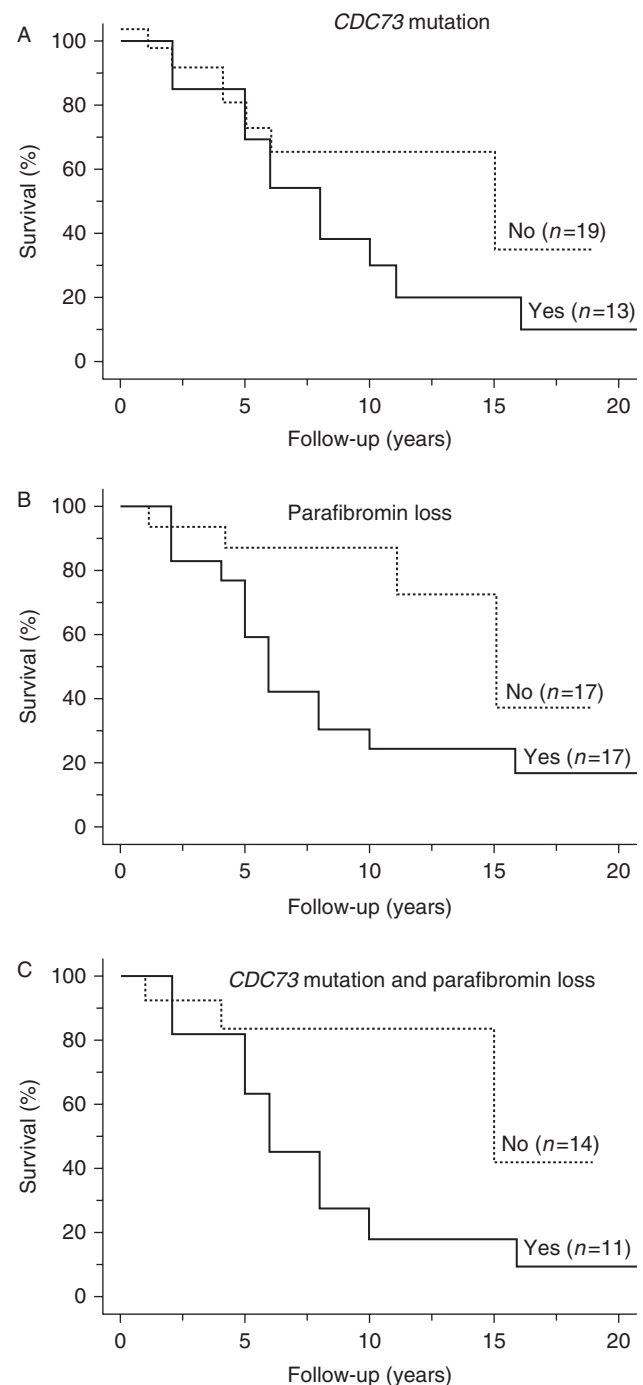 A
CDC73 mutation
Survival (%)
100
80
60
40
20
0
No (n=19)
Yes (n=13)
0 5 10 15 20
Follow-up (years)
B
Parafibromin loss
Survival (%)
100
80
60
40
20
0
No (n=17)
Yes (n=17)
0 5 10 15 20
Follow-up (years)
C
CDC73 mutation and parafibromin loss
Survival (%)
100
80
60
40
20
0
No (n=14)
Yes (n=11)
0 5 10 15 20
Follow-up (years)